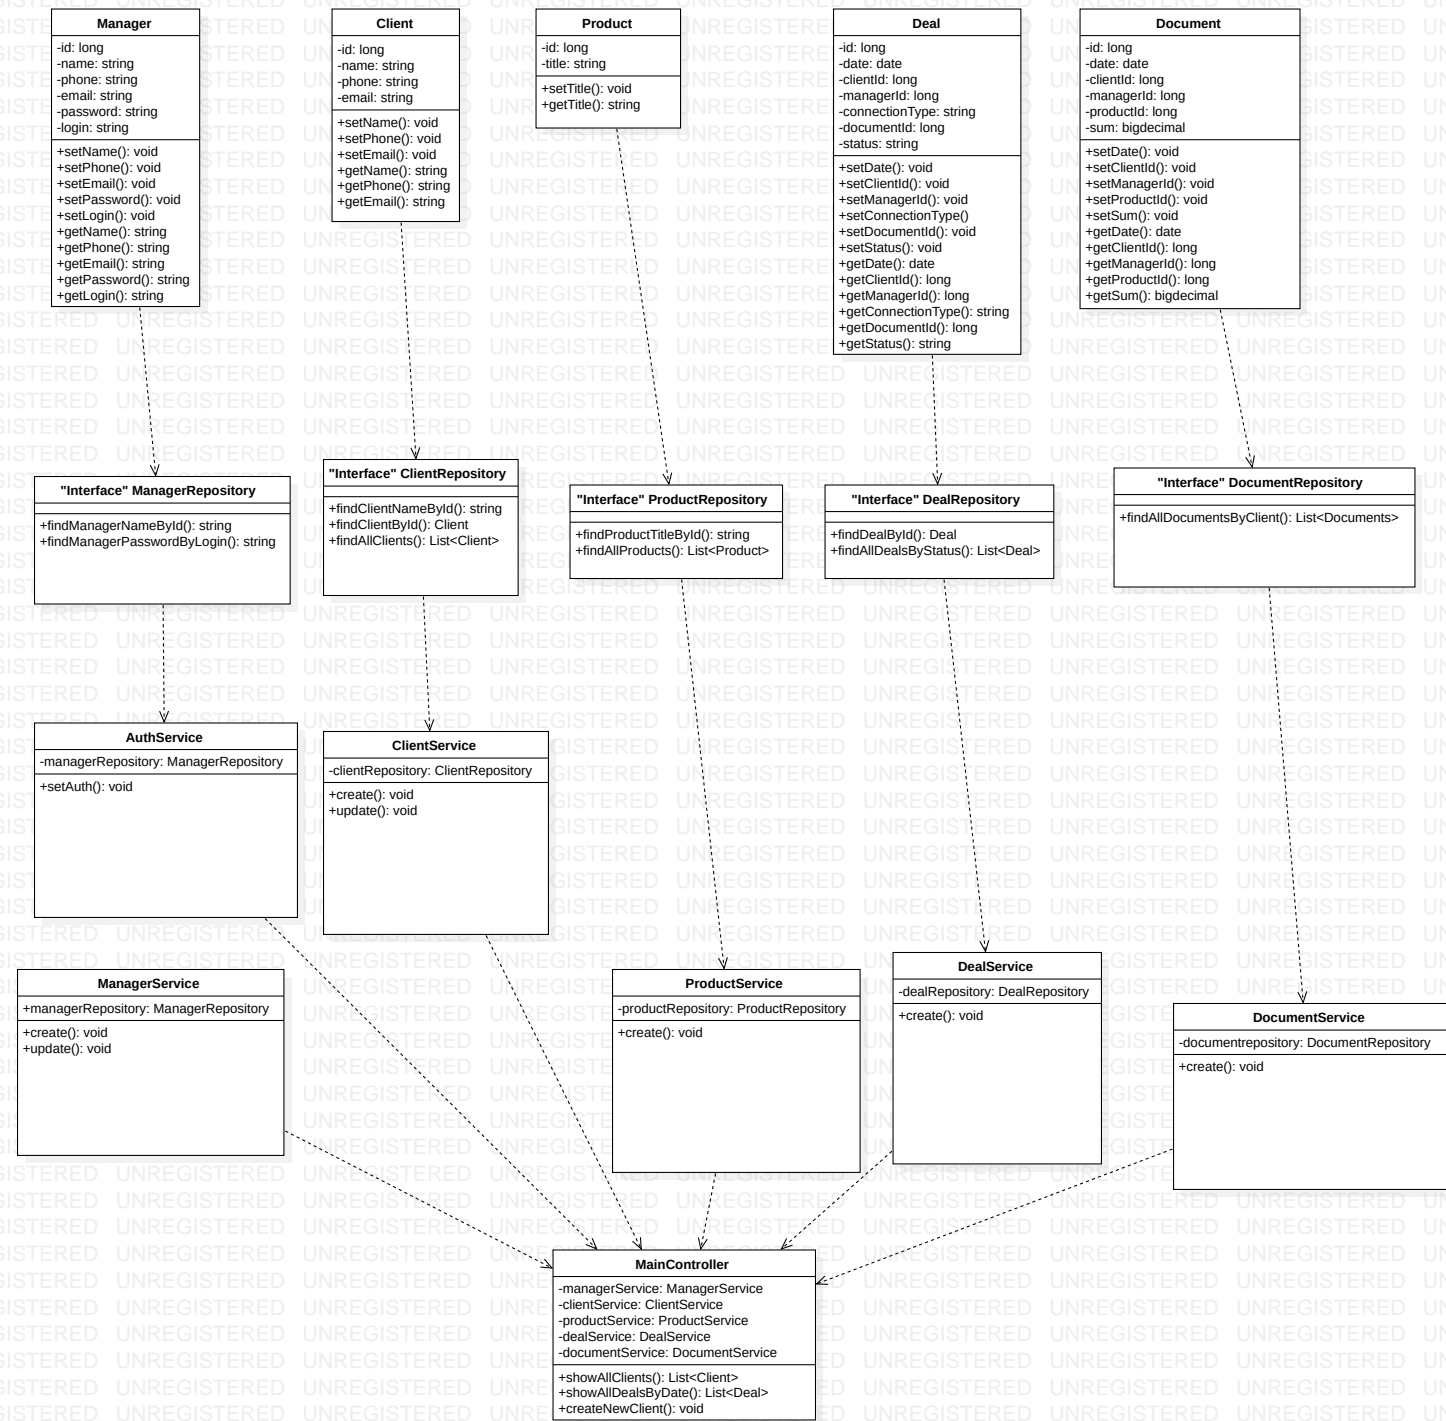 Manager
-id: long
-name: string
-phone: string
-email: string
-password: string
-login: string
+setName(): void
+setPhone(): void
+setEmail(): void
+setPassword(): void
+setLogin(): void
+getName(): string
+getPhone(): string
+getEmail(): string
+getPassword(): string
+getLogin(): string
Client
-id: long
-name: string
-phone: string
-email: string
+setName(): void
+setPhone(): void
+setEmail(): void
+getName(): string
+getPhone(): string
+getEmail(): string
Product
-id: long
-title: string
+setTitle(): void
+getTitle(): string
Deal
-id: long
-date: date
-clientId: long
-managerId: long
-connectionType: string
-documentId: long
-status: string
+setDate(): void
+setClientId(): void
+setManagerId(): void
+setConnectionType()
+setDocumentId(): void
+setStatus(): void
+getDate(): date
+getClientId(): long
+getManagerId(): long
+getConnectionType(): string
+getDocumentId(): long
+getStatus(): string
Document
-id: long
-date: date
-clientId: long
-managerId: long
-productId: long
-sum: bigdecimal
+setDate(): void
+setClientId(): void
+setManagerId(): void
+setProductId(): void
+setSum(): void
+getDate(): date
+getClientId(): long
+getManagerId(): long
+getProductId(): long
+getSum(): bigdecimal
"Interface" ManagerRepository
+findManagerNameById(): string
+findManagerPasswordByLogin(): string
"Interface" ClientRepository
+findClientNameById(): string
+findClientById(): Client
+findAllClients(): List<Client>
"Interface" ProductRepository
+findProductTitleById(): string
+findAllProducts(): List<Product>
"Interface" DealRepository
+findDealById(): Deal
+findAllDealsByStatus(): List<Deal>
"Interface" DocumentRepository
+findAllDocumentsByClient(): List<Documents>
AuthService
-managerRepository: ManagerRepository
+setAuth(): void
ClientService
-clientRepository: ClientRepository
+create(): void
+update(): void
ManagerService
+managerRepository: ManagerRepository
+create(): void
+update(): void
ProductService
-productRepository: ProductRepository
+create(): void
DealService
-dealRepository: DealRepository
+create(): void
DocumentService
-documentrepository: DocumentRepository
+create(): void
MainController
-managerService: ManagerService
-clientService: ClientService
-productService: ProductService
-dealService: DealService
-documentService: DocumentService
+showAllClients(): List<Client>
+showAllDealsByDate(): List<Deal>
+createNewClient(): void
UNREGISTERED